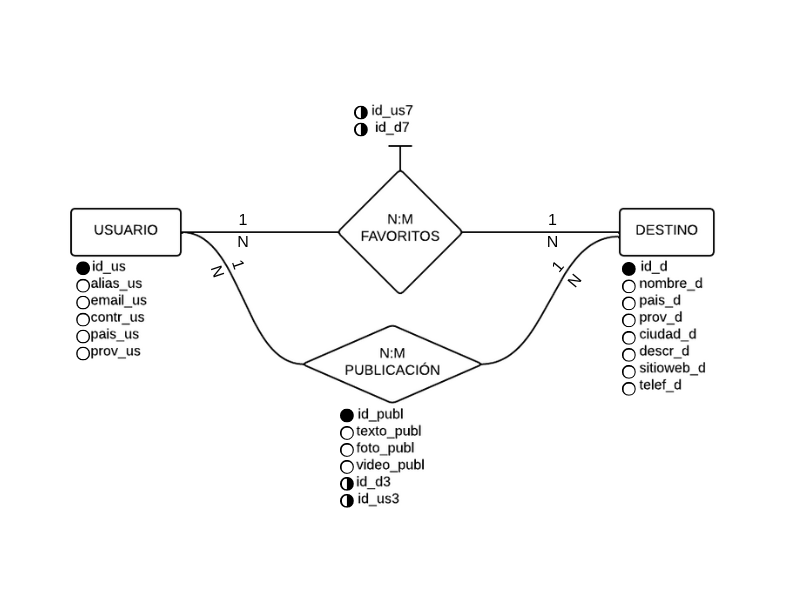 id_us7
id_d7
N:M
FAVORITOS
USUARIO
1
N
1
N
DESTINO
id_us
alias_us
email_us
contr_us
pais_us
prov_us
1
N
1
N
id_d
nombre_d
pais_d
prov_d
ciudad_d
descr_d
sitioweb_d
telef_d
N:M
PUBLICACIÓN
id_publ
texto_publ
foto_publ
video_publ
id_d3
id_us3